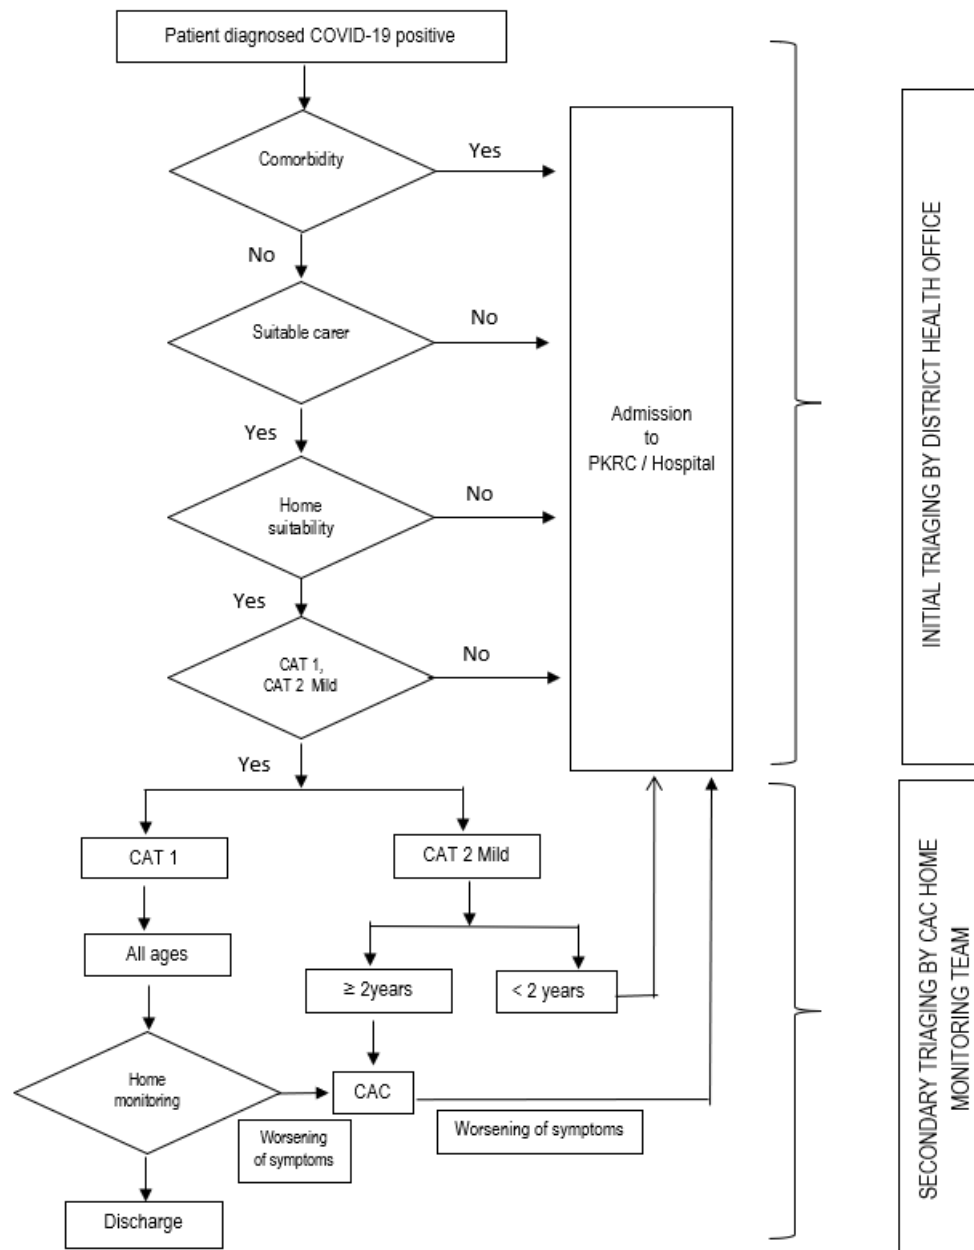 Patient diagnosed COVID-19 positive
Comorbidity
Yes
No
Suitable carer
No
Yes
Home
suitability
No
Yes
CAT 1,
CAT 2 Mild
No
Yes
Admission
to
PKRC / Hospital
CAT 1
CAT 2 Mild
All ages
≥ 2years
< 2 years
Home
monitoring
CAC
Worsening
of symptoms
Worsening of symptoms
Discharge
INITIAL TRIAGING BY DISTRICT HEALTH OFFICE
SECONDARY TRIAGING BY CAC HOME
MONITORING TEAM